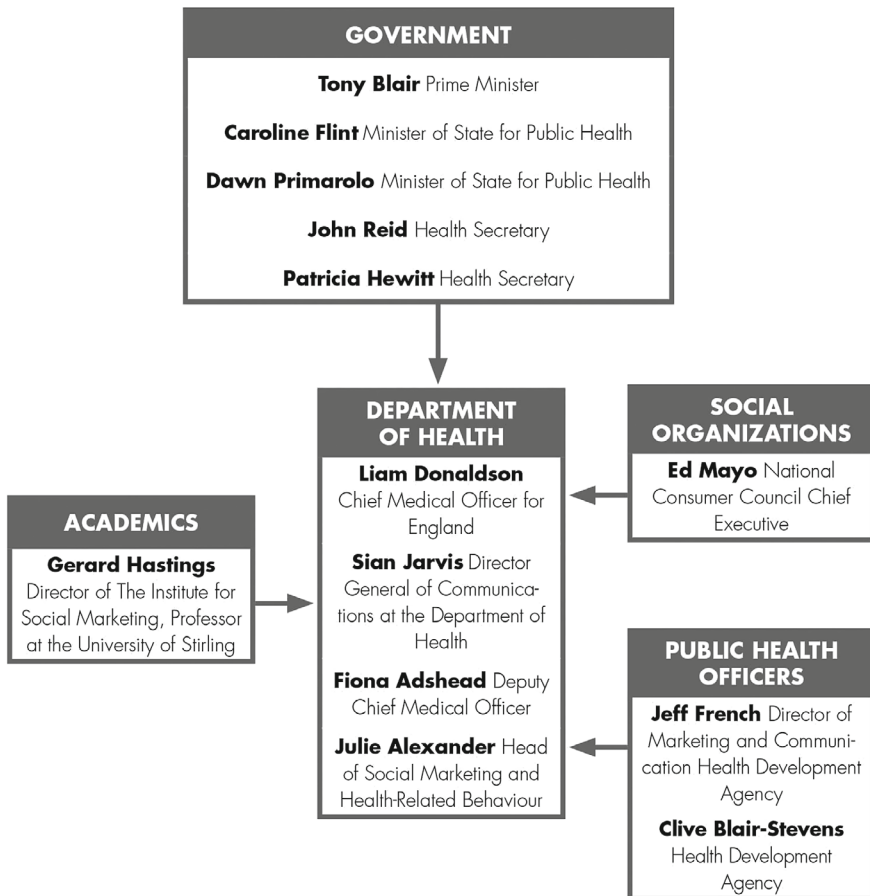 GOVERNMENT
Tony Blair Prime Minister
Caroline Flint Minister of State for Public Health
Dawn Primarolo Minister of State for Public Health
John Reid Health Secretary
Patricia Hewitt Health Secretary
DEPARTMENT
OF HEALTH
Liam Donaldson
Chief Medical Officer for
England
Sian Jarvis Director
General of Communica-
tions at the Department of
Health
Fiona Adshead Deputy
Chief Medical Officer
Julie Alexander Head
of Social Marketing and
Health-Related Behaviour
SOCIAL
ORGANIZATIONS
Ed Mayo National
Consumer Council Chief
Executive
ACADEMICS
Gerard Hastings
Director of The Institute for
Social Marketing, Professor
at the University of Stirling
PUBLIC HEALTH
OFFICERS
Jeff French Director of
Marketing and Communi-
cation Health Development
Agency
Clive Blair-Stevens
Health Development
Agency